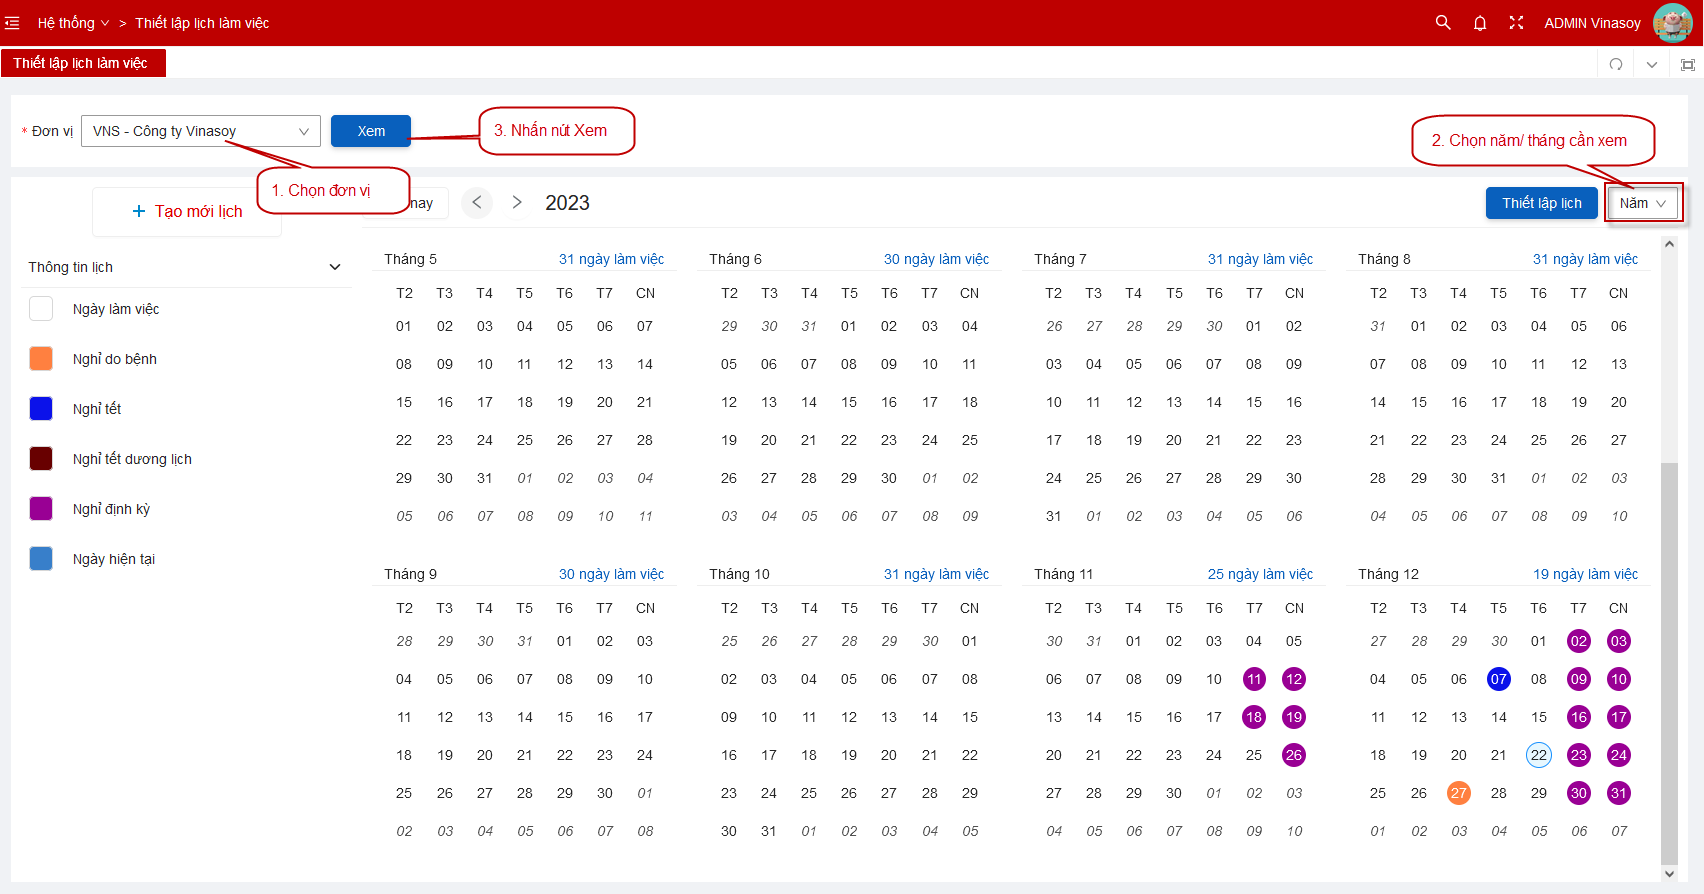 Hệ thống > Thiết lập lịch làm việc
ADMIN Vinasoy
Thiết lập lịch làm việc
* Đơn vị VNS - Công ty Vinasoy Xem
3. Nhấn nút Xem
2. Chọn năm/ tháng cần xem
1. Chọn đơn vị
+ Tạo mới lịch
nay < > 2023
Thiết lập lịch Năm
Thông tin lịch
Ngày làm việc
Nghỉ do bệnh
Nghỉ tết
Nghỉ tết dương lịch
Nghỉ định kỳ
Ngày hiện tại
Tháng 5 31 ngày làm việc
T2 T3 T4 T5 T6 T7 CN
01 02 03 04 05 06 07
08 09 10 11 12 13 14
15 16 17 18 19 20 21
22 23 24 25 26 27 28
29 30 31 01 02 03 04
05 06 07 08 09 10 11
Tháng 6 30 ngày làm việc
T2 T3 T4 T5 T6 T7 CN
29 30 31 01 02 03 04
05 06 07 08 09 10 11
12 13 14 15 16 17 18
19 20 21 22 23 24 25
26 27 28 29 30 01 02
03 04 05 06 07 08 09
Tháng 7 31 ngày làm việc
T2 T3 T4 T5 T6 T7 CN
26 27 28 29 30 01 02
03 04 05 06 07 08 09
10 11 12 13 14 15 16
17 18 19 20 21 22 23
24 25 26 27 28 29 30
31 01 02 03 04 05 06
Tháng 8 31 ngày làm việc
T2 T3 T4 T5 T6 T7 CN
31 01 02 03 04 05 06
07 08 09 10 11 12 13
14 15 16 17 18 19 20
21 22 23 24 25 26 27
28 29 30 31 01 02 03
04 05 06 07 08 09 10
Tháng 9 30 ngày làm việc
T2 T3 T4 T5 T6 T7 CN
28 29 30 31 01 02 03
04 05 06 07 08 09 10
11 12 13 14 15 16 17
18 19 20 21 22 23 24
25 26 27 28 29 30 01
02 03 04 05 06 07 08
Tháng 10 31 ngày làm việc
T2 T3 T4 T5 T6 T7 CN
25 26 27 28 29 30 01
02 03 04 05 06 07 08
09 10 11 12 13 14 15
16 17 18 19 20 21 22
23 24 25 26 27 28 29
30 31 01 02 03 04 05
Tháng 11 25 ngày làm việc
T2 T3 T4 T5 T6 T7 CN
30 31 01 02 03 04 05
06 07 08 09 10 11 12
13 14 15 16 17 18 19
20 21 22 23 24 25 26
27 28 29 30 01 02 03
04 05 06 07 08 09 10
Tháng 12 19 ngày làm việc
T2 T3 T4 T5 T6 T7 CN
27 28 29 30 01 02 03
04 05 06 07 08 09 10
11 12 13 14 15 16 17
18 19 20 21 22 23 24
25 26 27 28 29 30 31
01 02 03 04 05 06 07